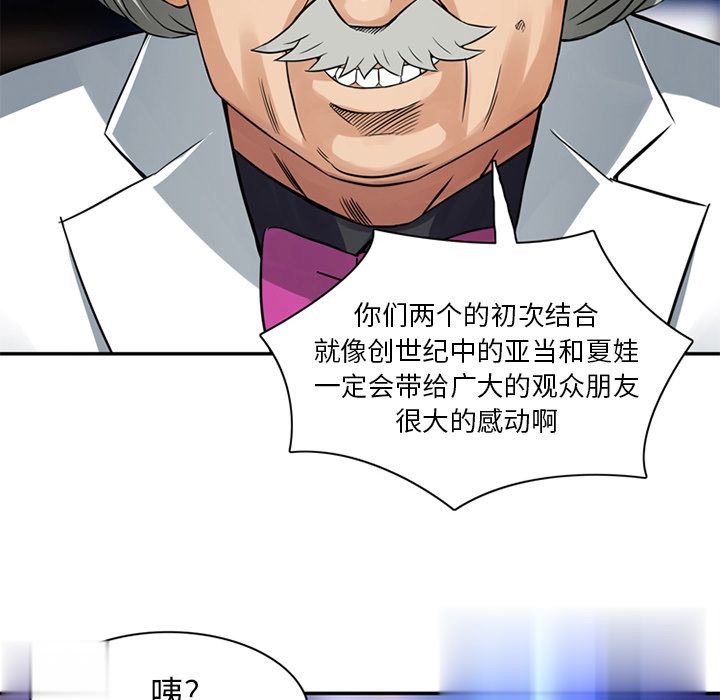 你们两个的初次结合
就像创世纪中的亚当和夏娃
一定会带给广大的观众朋友
很大的感动啊
咦?